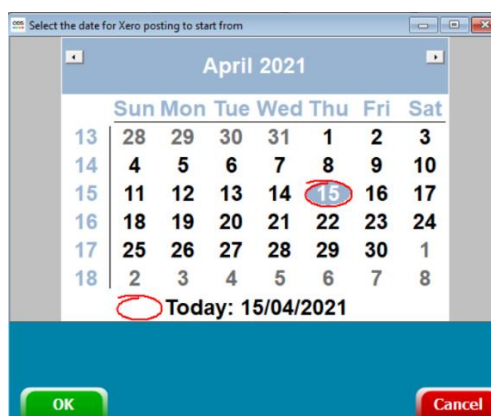 Select the date for Xero posting to start from
April 2021
Sun Mon Tue Wed Thu Fri Sat
13 28 29 30 31 1 2 3
14 4 5 6 7 8 9 10
15 11 12 13 14 15 16 17
16 18 19 20 21 22 23 24
17 25 26 27 28 29 30 1
18 2 3 4 5 6 7 8
Today: 15/04/2021
OK Cancel